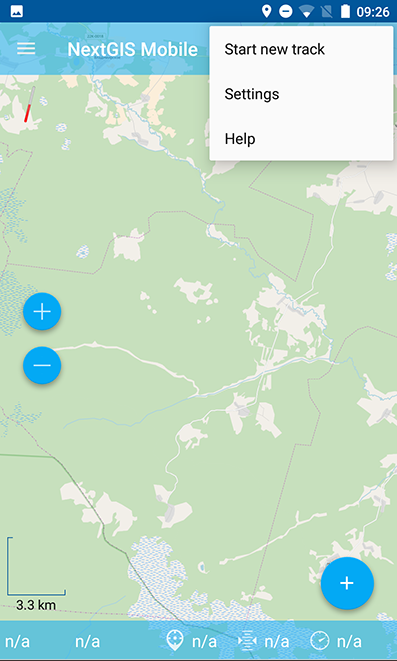 09:26
NextGIS Mobile
Start new track
Settings
Help
3.3 km
n/a n/a n/a n/a n/a